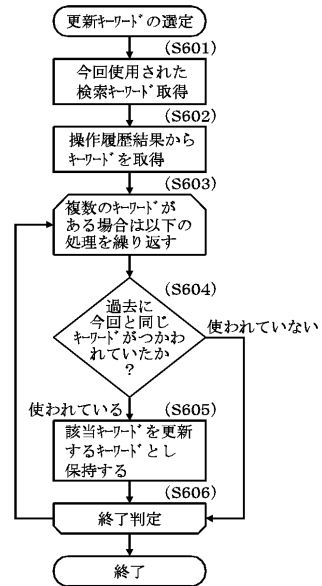 更新ｷｰﾜｰﾄﾞの選定
(S601)
今回使用された
検索ｷｰﾜｰﾄﾞ取得
(S602)
操作履歴結果から
ｷｰﾜｰﾄﾞを取得
(S603)
複数のｷｰﾜｰﾄﾞが
ある場合は以下の
処理を繰り返す
(S604)
過去に
今回と同じ
ｷｰﾜｰﾄﾞがつかわ
れていたか
？
使われていない
使われている
(S605)
該当ｷｰﾜｰﾄﾞを更新
するｷｰﾜｰﾄﾞとし
保持する
(S606)
終了判定
終了